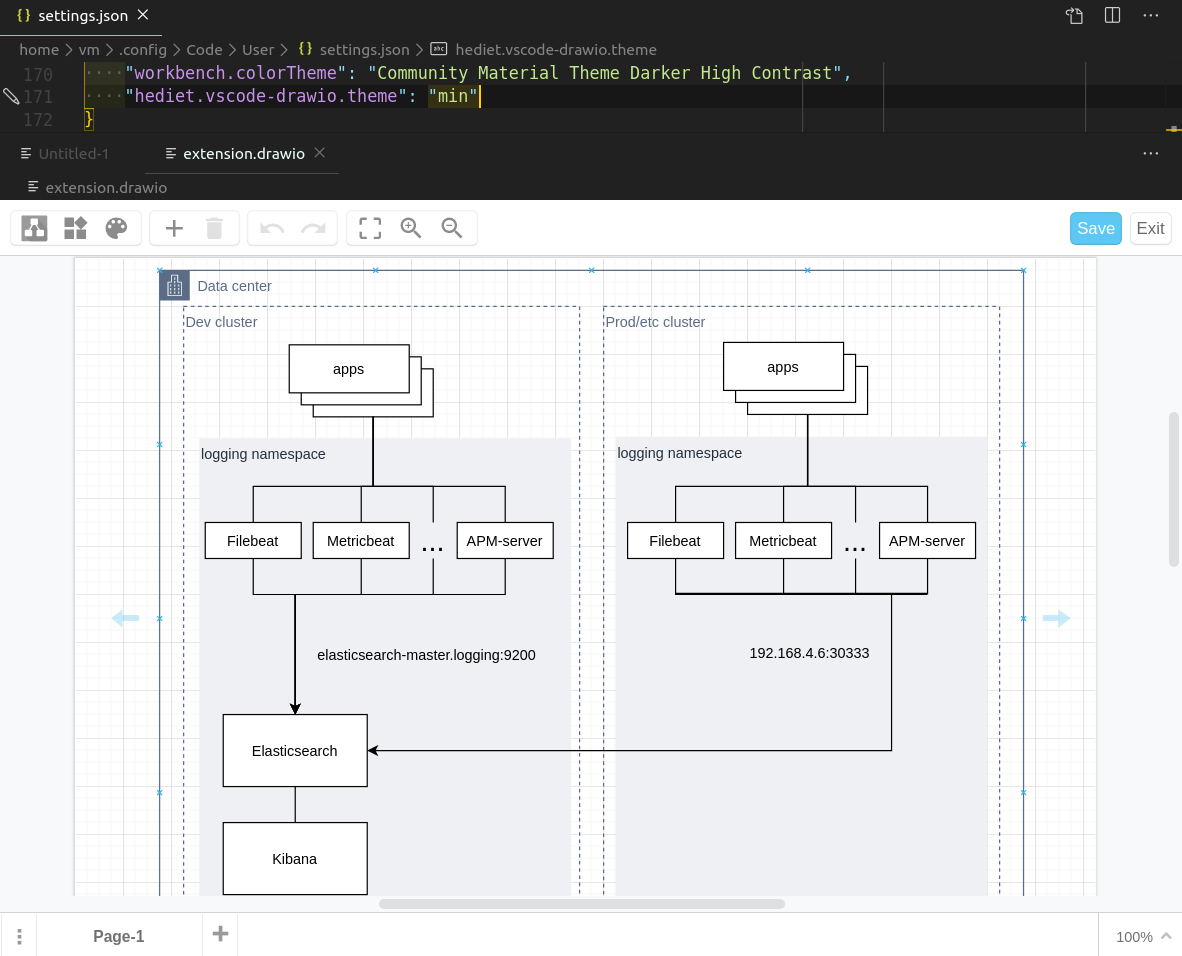 {} settings.json
home > vm > .config > Code > User > {} settings.json > abc hediet.vscode-drawio.theme
170 ····"workbench.colorTheme": "Community Material Theme Darker High Contrast",
171 ····"hediet.vscode-drawio.theme": "min"
172 }
Untitled-1 extension.drawio
extension.drawio
Save Exit
Data center
Dev cluster Prod/etc cluster
apps apps
logging namespace logging namespace
Filebeat Metricbeat ... APM-server Filebeat Metricbeat ... APM-server
elasticsearch-master.logging:9200 192.168.4.6:30333
Elasticsearch
Kibana
Page-1 100%